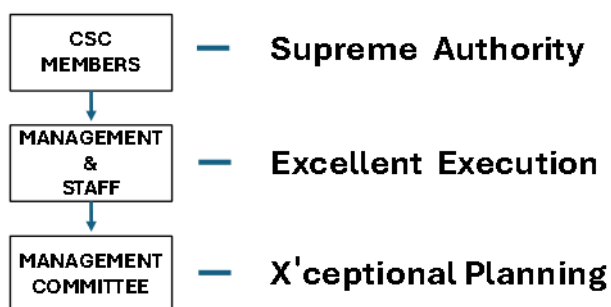 CSC
MEMBERS
Supreme Authority
MANAGEMENT
&
STAFF
Excellent Execution
MANAGEMENT
COMMITTEE
X'ceptional Planning